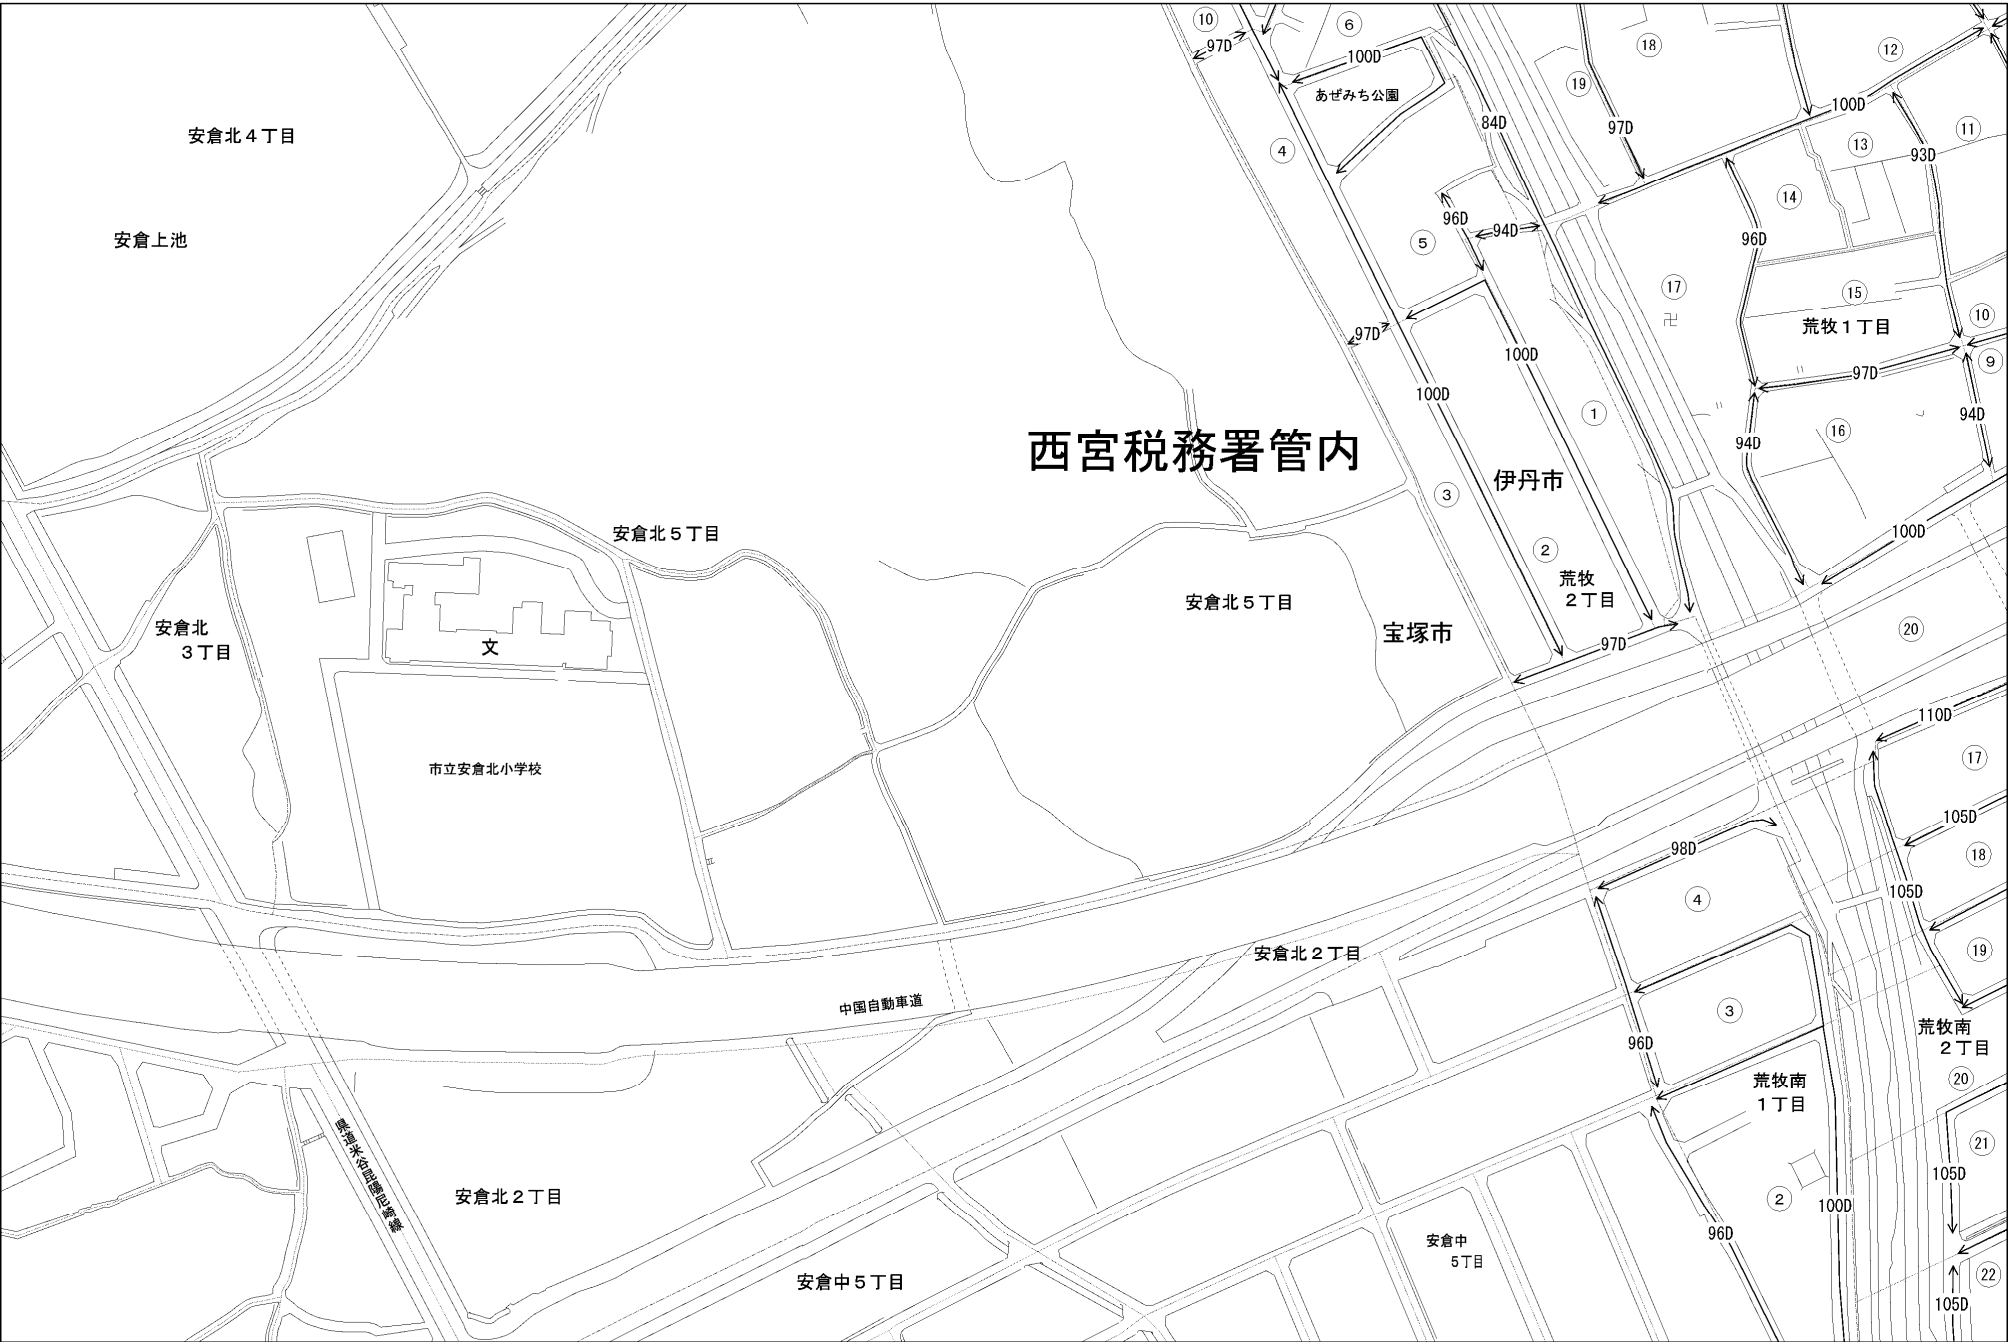 10
97D
6
100D
あぜみち公園
19
18
12
84D
97D
100D
11
13
93D
安倉北４丁目
4
14
安倉上池
96D
94D
5
96D
17
15
荒牧１丁目
10
97D
100D
9
97D
100D
1
94D
16
94D
西宮税務署管内
伊丹市
3
2
安倉北５丁目
100D
荒牧
２丁目
安倉北５丁目
安倉北
３丁目
文
宝塚市
97D
20
110D
17
市立安倉北小学校
105D
98D
18
105D
4
19
安倉北２丁目
中国自動車道
3
荒牧南
２丁目
96D
20
荒牧南
１丁目
県道米谷昆陽尼崎線
21
105D
安倉北２丁目
2
100D
96D
安倉中
５丁目
22
安倉中５丁目
105D